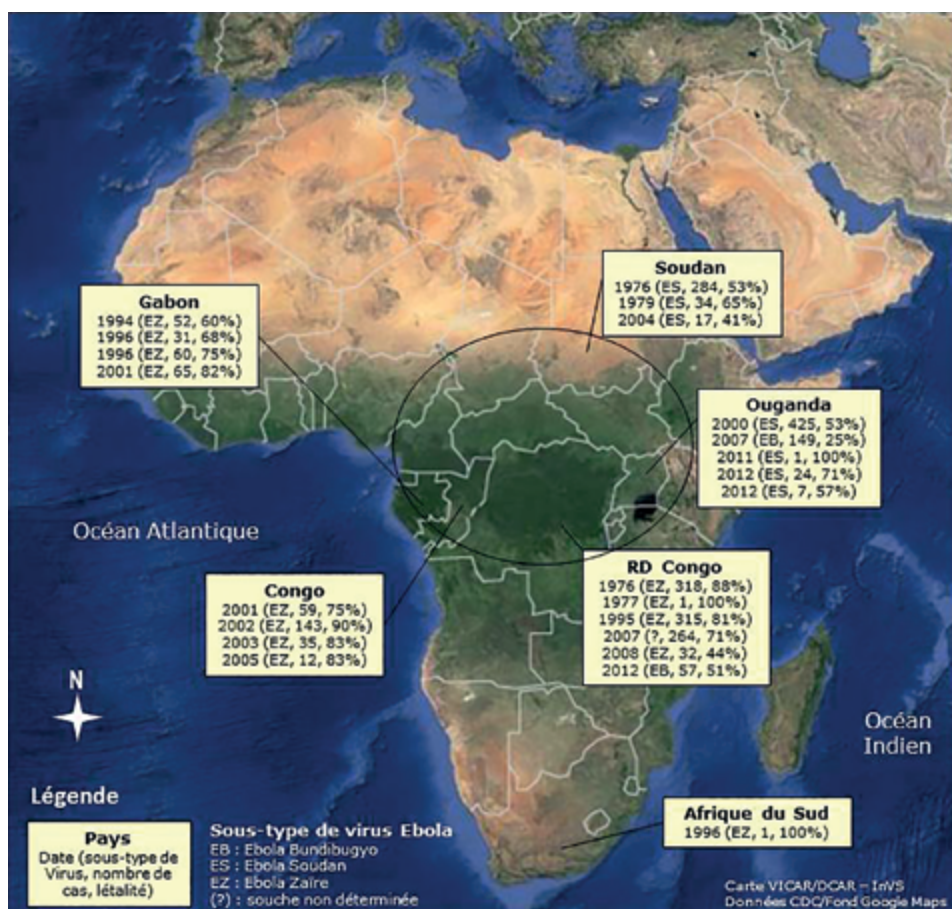 Soudan
1976 (ES, 284, 53%)
1979 (ES, 34, 65%)
2004 (ES, 17, 41%)
Gabon
1994 (EZ, 52, 60%)
1996 (EZ, 31, 68%)
1996 (EZ, 60, 75%)
2001 (EZ, 65, 82%)
Ouganda
2000 (ES, 425, 53%)
2007 (EB, 149, 25%)
2011 (ES, 1, 100%)
2012 (ES, 24, 71%)
2012 (ES, 7, 57%)
Océan Atlantique
RD Congo
1976 (EZ, 318, 88%)
1977 (EZ, 1, 100%)
1995 (EZ, 315, 81%)
2007 (?, 264, 71%)
2008 (EZ, 32, 44%)
2012 (EB, 57, 51%)
Congo
2001 (EZ, 59, 75%)
2002 (EZ, 143, 90%)
2003 (EZ, 35, 83%)
2005 (EZ, 12, 83%)
N
Océan
Indien
Légende
Afrique du Sud
1996 (EZ, 1, 100%)
Pays
Date (sous-type de
Virus, nombre de
cas, létalité)
Sous-type de virus Ebola
EB : Ebola Bundibugyo
ES : Ebola Soudan
EZ : Ebola Zaïre
(?) : souche non déterminée
Carte VICAR/DCAR – InVS
Données CDC/Fond Google Maps